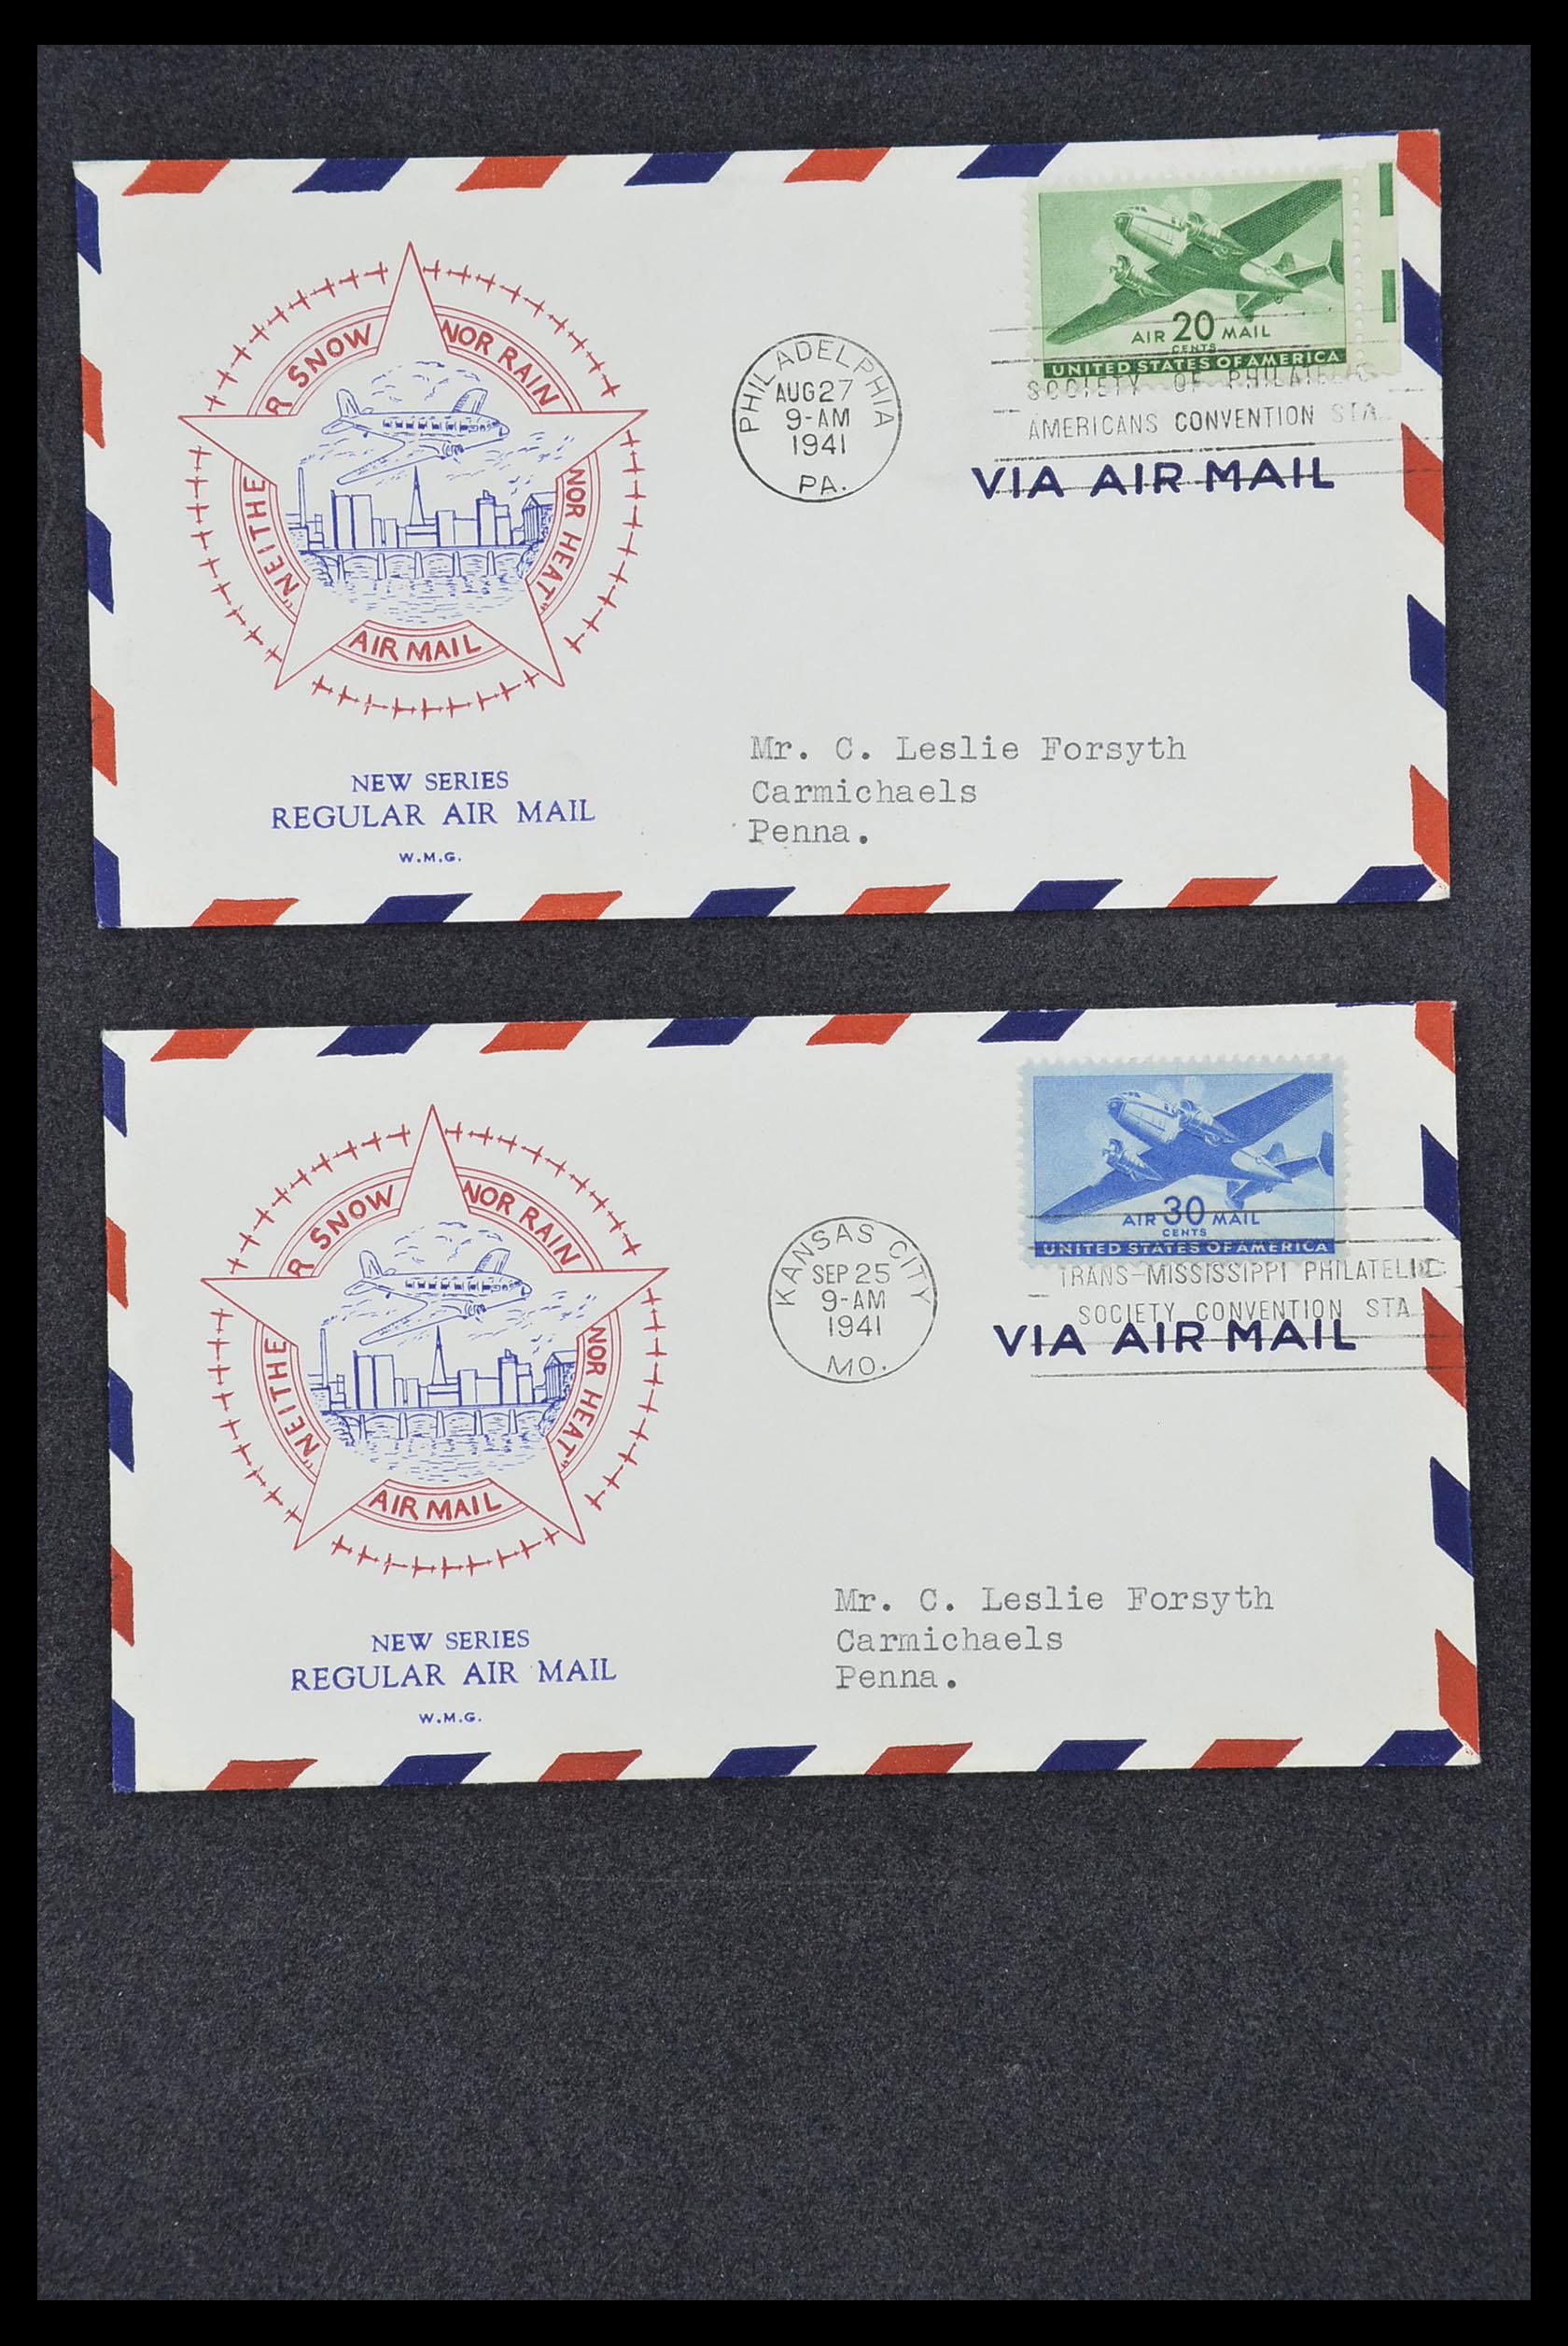 R SNOW
NOR RAIN
"NEITHE
NOR HEAT"
AIR MAIL
NEW SERIES
REGULAR AIR MAIL
W.M.G.
PHILADELPHIA
AUG 27
9-AM
1941
PA.
AIR 20 MAIL
CENTS
UNITED STATES OF AMERICA
SOCIETY OF PHILATELIC
AMERICANS CONVENTION STA.
VIA AIR MAIL
Mr. C. Leslie Forsyth
Carmichaels
Penna.
R SNOW
NOR RAIN
"NEITHE
NOR HEAT"
AIR MAIL
NEW SERIES
REGULAR AIR MAIL
W.M.G.
KANSAS CITY
SEP 25
9-AM
1941
MO.
AIR 30 MAIL
CENTS
UNITED STATES OF AMERICA
TRANS-MISSISSIPPI PHILATELIC
SOCIETY CONVENTION STA.
VIA AIR MAIL
Mr. C. Leslie Forsyth
Carmichaels
Penna.